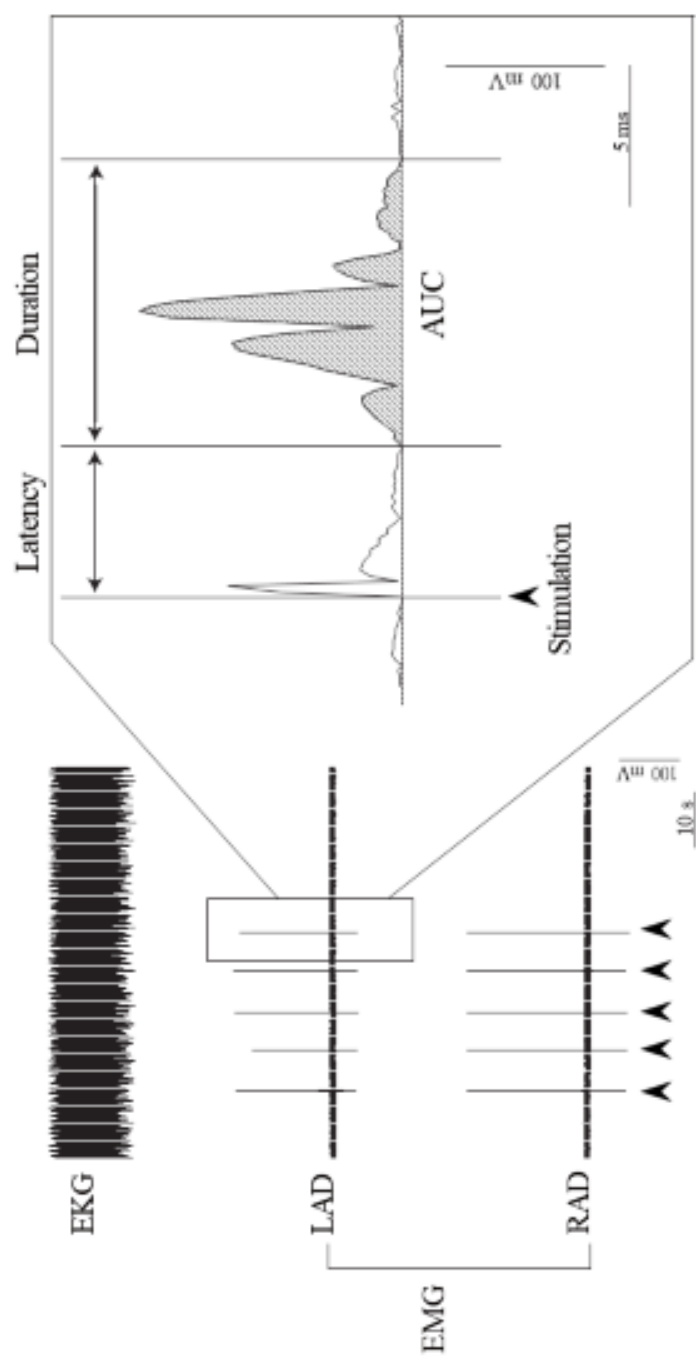 EKG
LAD
RAD
EMG
100 mV
10 s
Latency
Duration
AUC
Stimulation
100 mV
5 ms